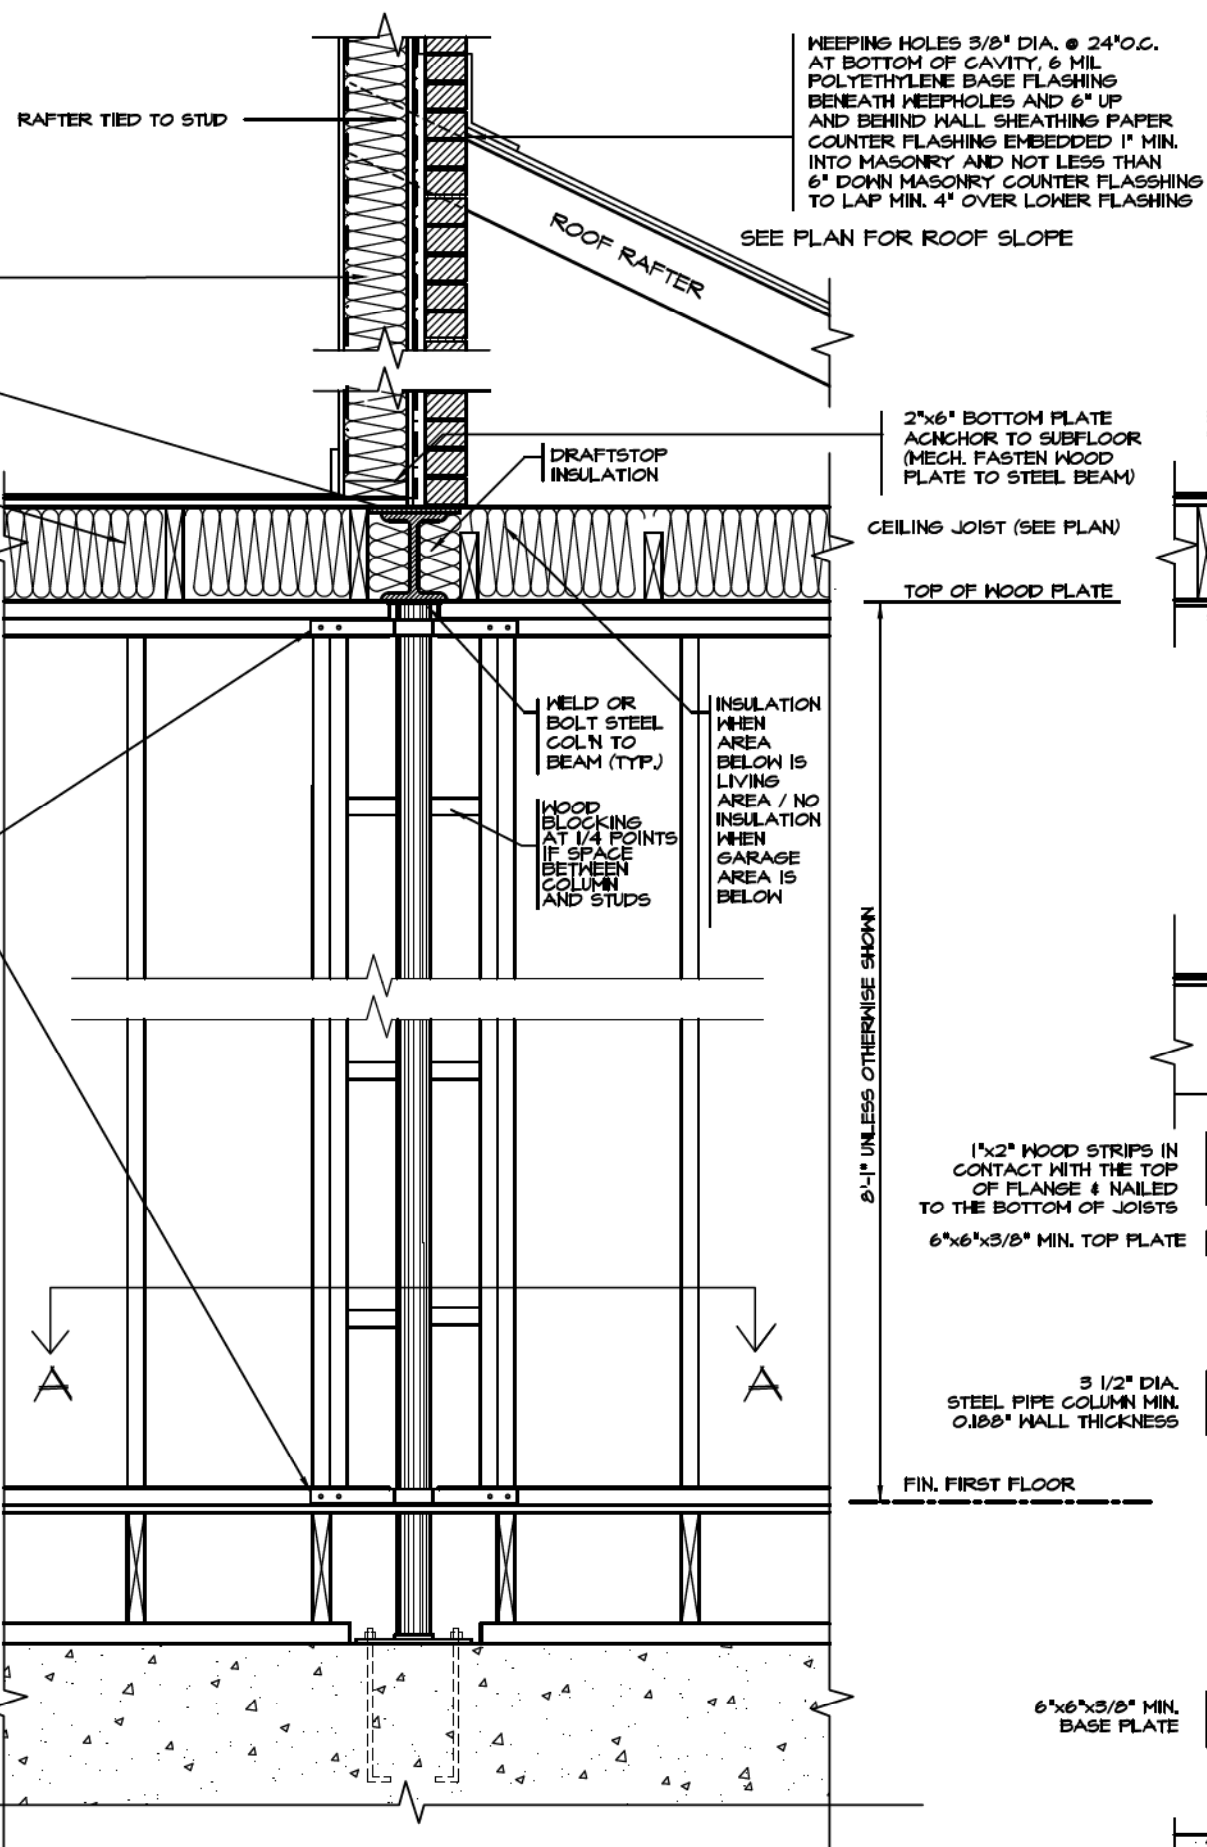 WEEPING HOLES 3/8" DIA. @ 24"O.C.
AT BOTTOM OF CAVITY, 6 MIL
POLYETHYLENE BASE FLASHING
BENEATH WEEPHOLES AND 6" UP
AND BEHIND WALL SHEATHING PAPER
COUNTER FLASHING EMBEDDED 1" MIN.
INTO MASONRY AND NOT LESS THAN
6" DOWN MASONRY COUNTER FLASSHING
TO LAP MIN. 4" OVER LOWER FLASHING
RAFTER TIED TO STUD
ROOF RAFTER
SEE PLAN FOR ROOF SLOPE
2"x6" BOTTOM PLATE
ACNCHOR TO SUBFLOOR
(MECH. FASTEN WOOD
PLATE TO STEEL BEAM)
DRAFTSTOP
INSULATION
CEILING JOIST (SEE PLAN)
TOP OF WOOD PLATE
WELD OR
BOLT STEEL
COL'N TO
BEAM (TYP.)
INSULATION
WHEN
AREA
BELOW IS
LIVING
AREA / NO
INSULATION
WHEN
GARAGE
AREA IS
BELOW
WOOD
BLOCKING
AT 1/4 POINTS
IF SPACE
BETWEEN
COLUMN
AND STUDS
8'-1" UNLESS OTHERWISE SHOWN
1"x2" WOOD STRIPS IN
CONTACT WITH THE TOP
OF FLANGE & NAILED
TO THE BOTTOM OF JOISTS
6"x6"x3/8" MIN. TOP PLATE
A
A
3 1/2" DIA.
STEEL PIPE COLUMN MIN.
0.188" WALL THICKNESS
FIN. FIRST FLOOR
6"x6"x3/8" MIN.
BASE PLATE